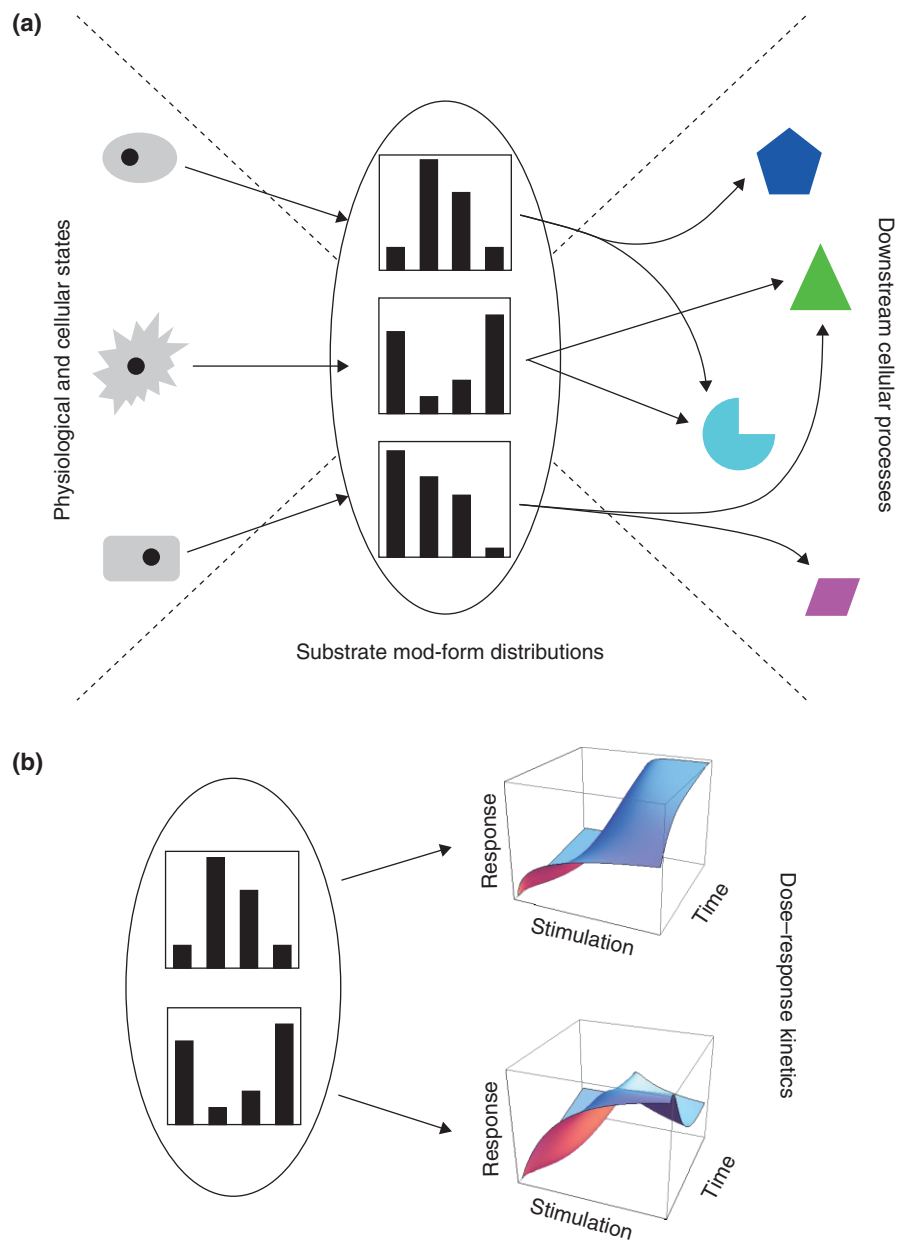 (a)
Physiological and cellular states
Downstream cellular processes
Substrate mod-form distributions
(b)
Response
Stimulation
Time
Response
Stimulation
Time
Dose–response kinetics